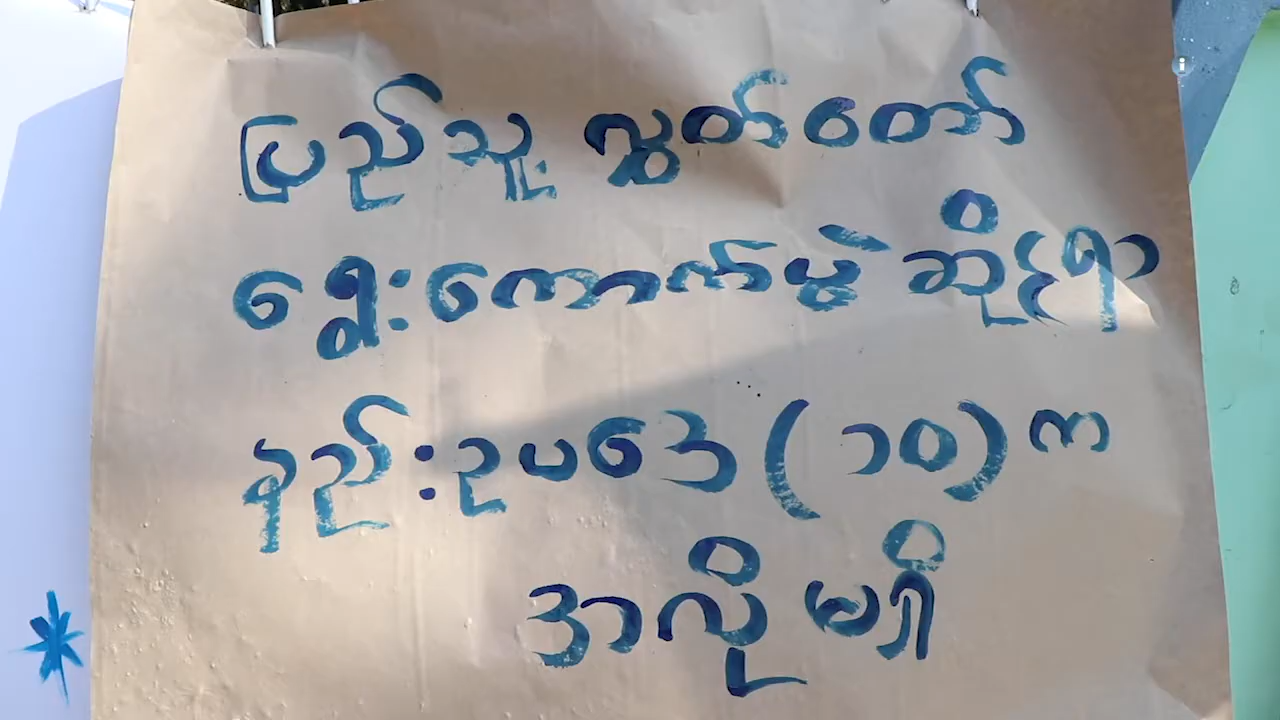 ပြည်သူ့ လွှတ်တော်
ရွေးကောက်ပွဲ ဆိုင်ရာ
နည်းဥပဒေ (၁၀) က
အလိုမရှိ